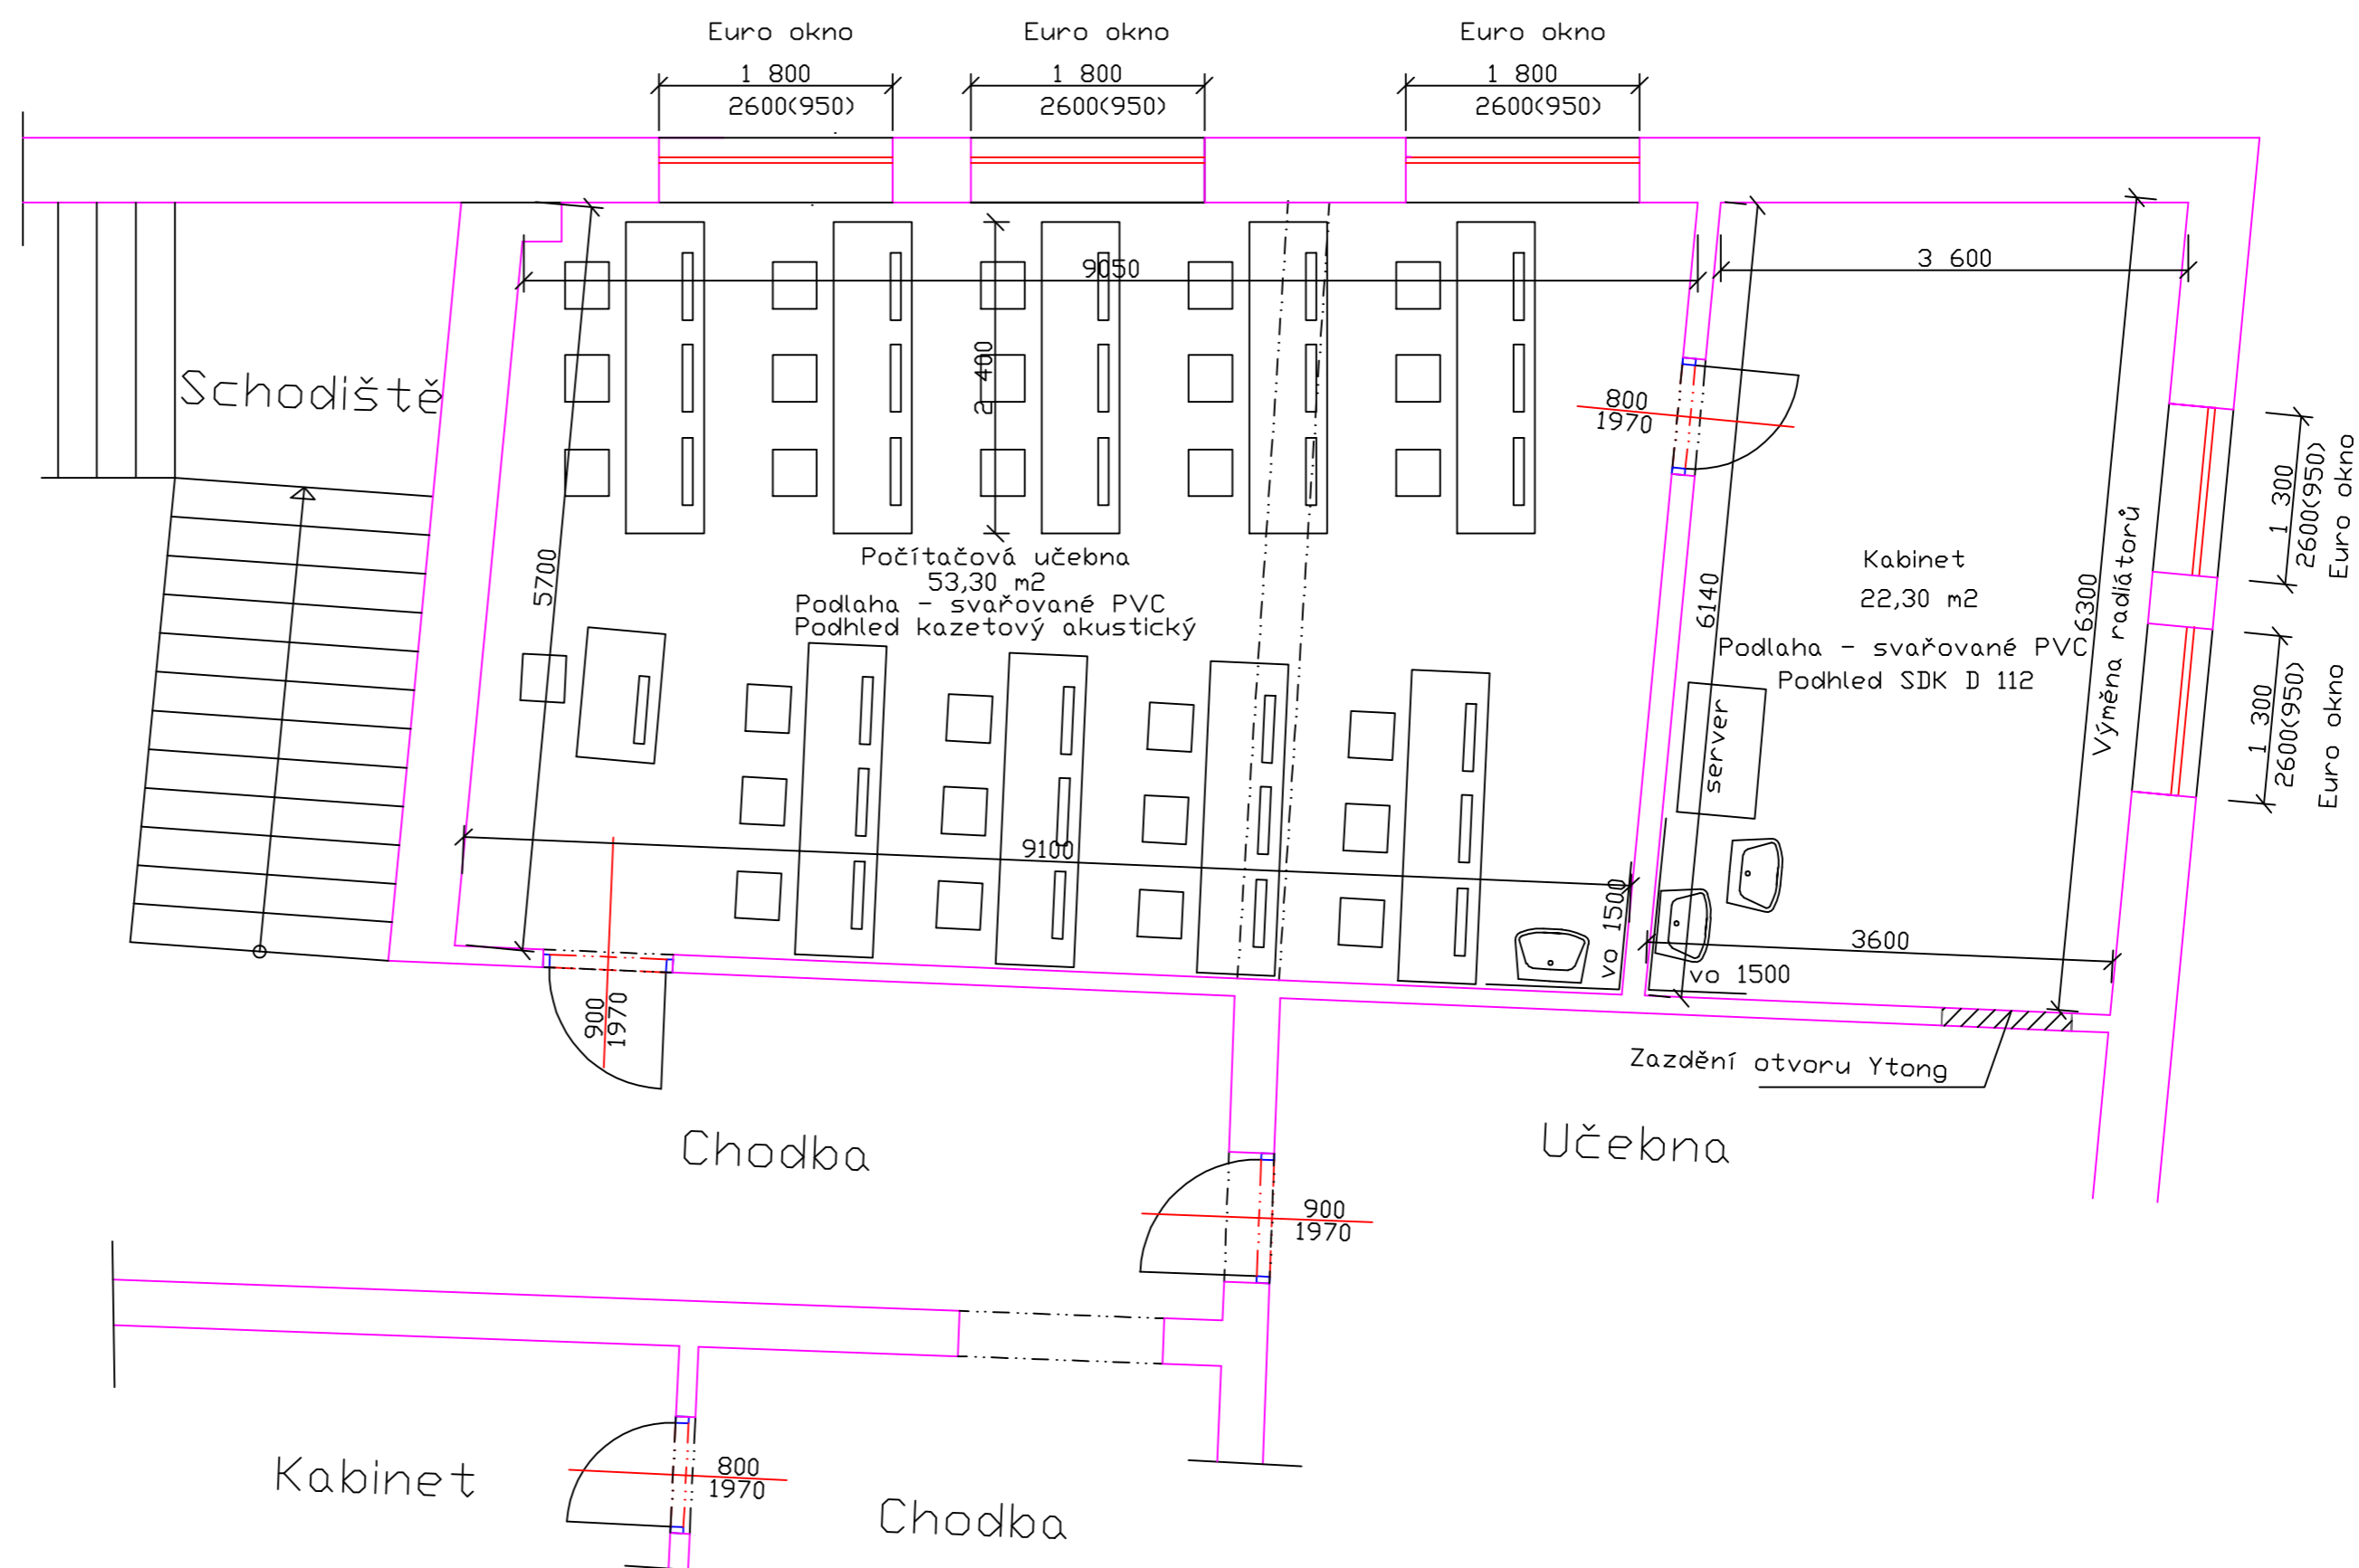 Euro okno
Euro okno
Euro okno
1 800
1 800
1 800
2600(950)
2600(950)
2600(950)
9050
3 600
Schodiště
2 400
800
1970
1 300
2600(950)
Euro okno
5700
Počítačová učebna
53,30 m2
Podlaha - svařované PVC
Podhled kazetový akustický
6140
Kabinet
22,30 m2
Podlaha - svařované PVC
Podhled SDK D 112
6300
Výměna radiátorů
1 300
2600(950)
Euro okno
server
9100
vo 1500
3600
vo 1500
900
1970
Zazdění otvoru Ytong
Chodba
Učebna
900
1970
Kabinet
800
1970
Chodba